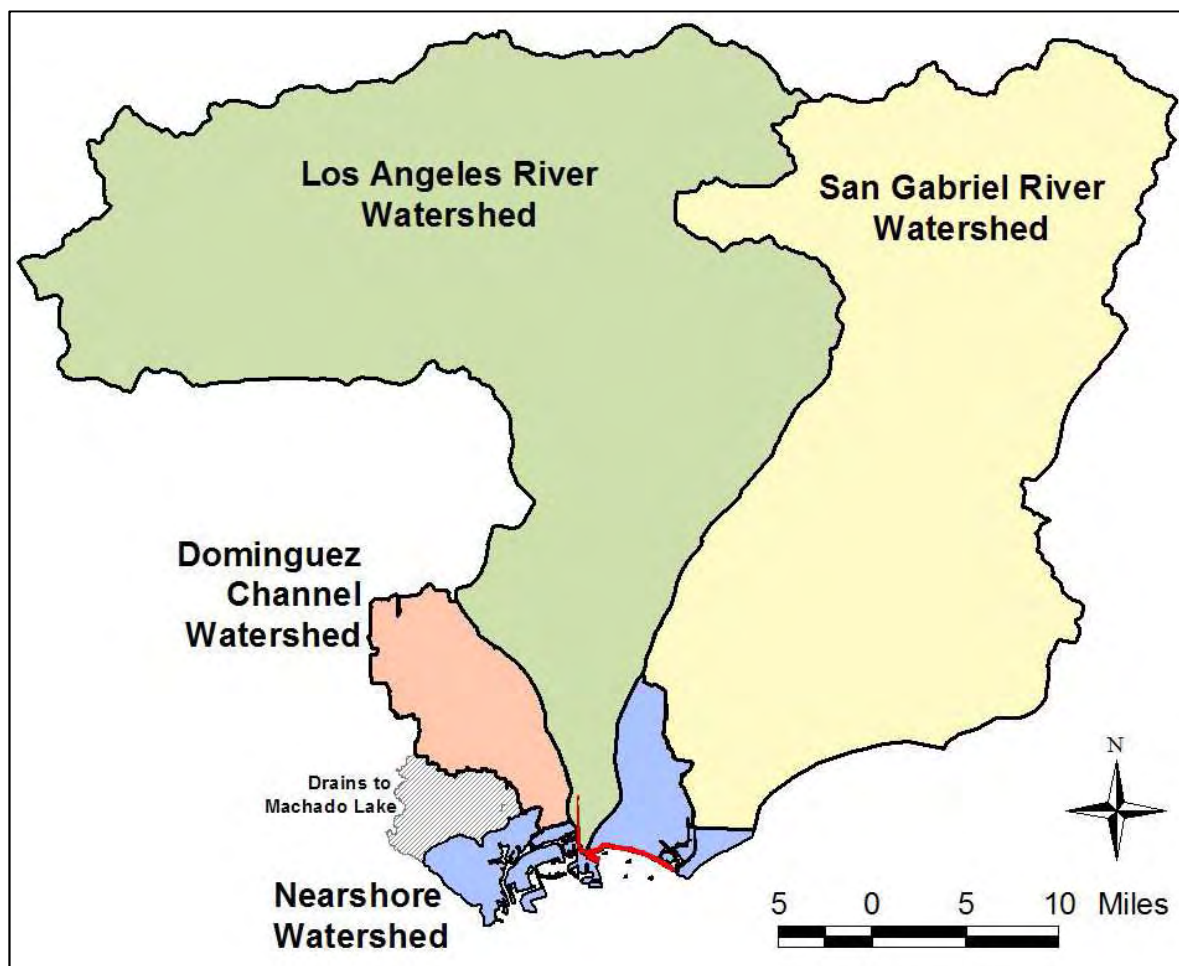 Los Angeles River
Watershed
San Gabriel River
Watershed
Dominguez
Channel
Watershed
Drains to
Machado Lake
Nearshore
Watershed
N
5 0 5 10 Miles